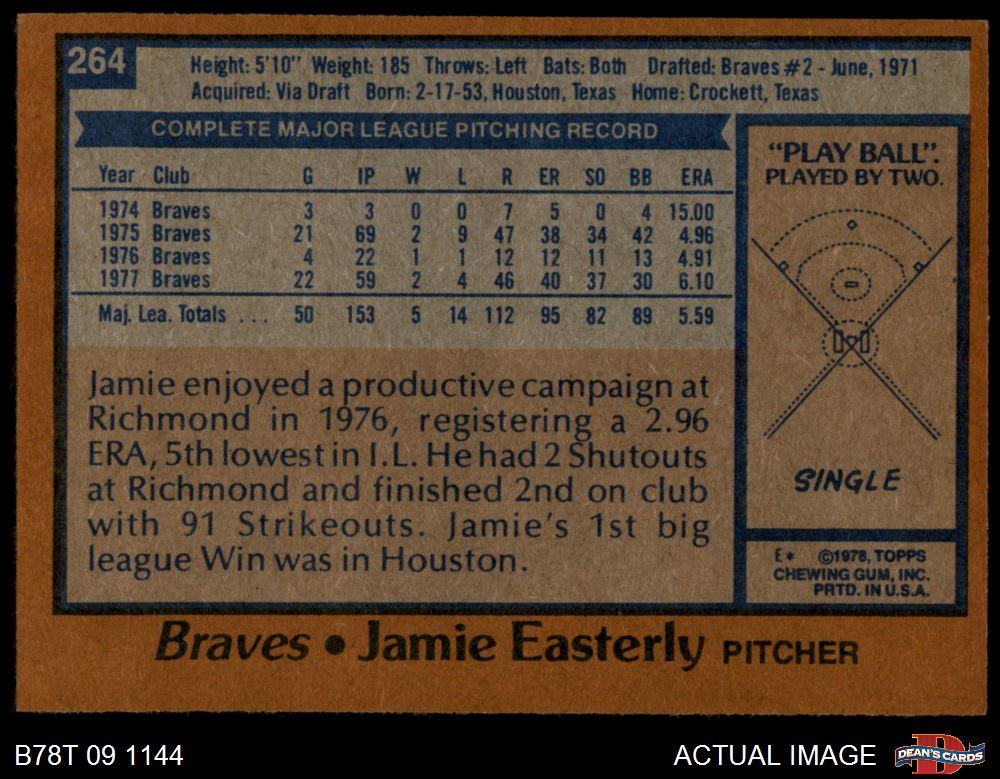 264
Height: 5'10" Weight: 185 Throws: Left Bats: Both Drafted: Braves #2 - June, 1971
Acquired: Via Draft Born: 2-17-53, Houston, Texas Home: Crockett, Texas
COMPLETE MAJOR LEAGUE PITCHING RECORD
Year Club G IP W L R ER SO BB ERA
1974 Braves 3 3 0 0 7 5 0 4 15.00
1975 Braves 21 69 2 9 47 38 34 42 4.96
1976 Braves 4 22 1 1 12 12 11 13 4.91
1977 Braves 22 59 2 4 46 40 37 30 6.10
Maj. Lea. Totals ... 50 153 5 14 112 95 82 89 5.59
Jamie enjoyed a productive campaign at
Richmond in 1976, registering a 2.96
ERA, 5th lowest in I.L. He had 2 Shutouts
at Richmond and finished 2nd on club
with 91 Strikeouts. Jamie's 1st big
league Win was in Houston.
"PLAY BALL".
PLAYED BY TWO.
SINGLE
E* ©1978, TOPPS
CHEWING GUM, INC.
PRTD. IN U.S.A.
Braves • Jamie Easterly PITCHER
B78T 09 1144
ACTUAL IMAGE
DEAN'S CARDS